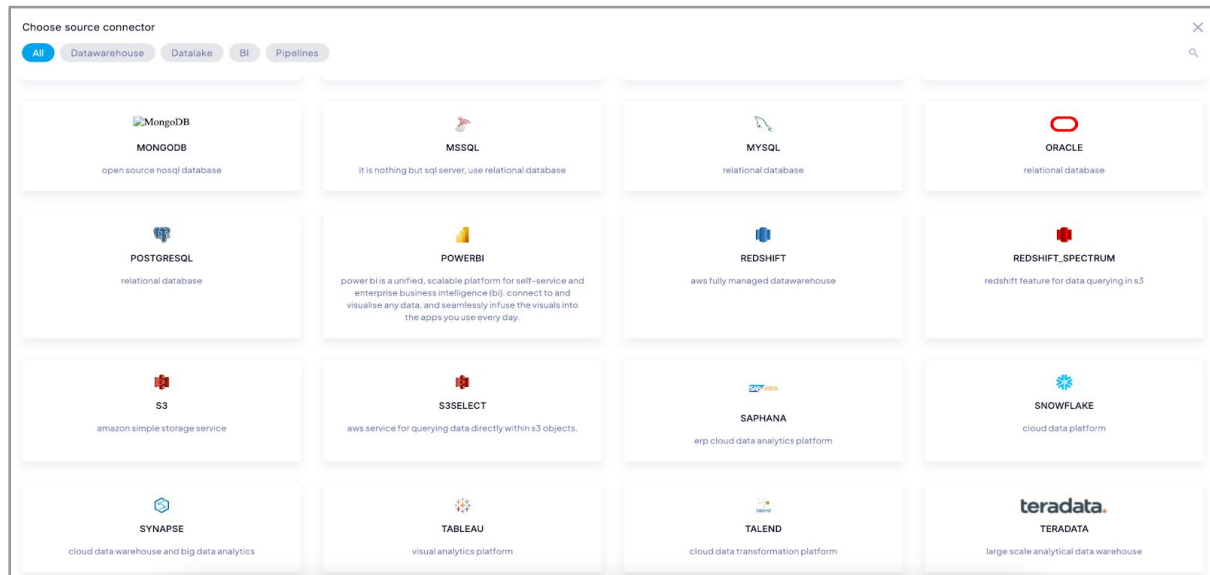 Choose source connector
All Datawarehouse Datalake BI Pipelines
MongoDB
MONGODB
open source nosql database
MSSQL
it is nothing but sql server, use relational database
MYSQL
relational database
ORACLE
relational database
POSTGRESQL
relational database
POWERBI
power bi is a unified, scalable platform for self-service and
enterprise business intelligence (bi). connect to and
visualise any data, and seamlessly infuse the visuals into
the apps you use every day.
REDSHIFT
aws fully managed datawarehouse
REDSHIFT_SPECTRUM
redshift feature for data querying in s3
S3
amazon simple storage service
S3SELECT
aws service for querying data directly within s3 objects.
SAP HANA
SAPHANA
erp cloud data analytics platform
SNOWFLAKE
cloud data platform
SYNAPSE
cloud data warehouse and big data analytics
TABLEAU
visual analytics platform
talend
TALEND
cloud data transformation platform
teradata.
TERADATA
large scale analytical data warehouse